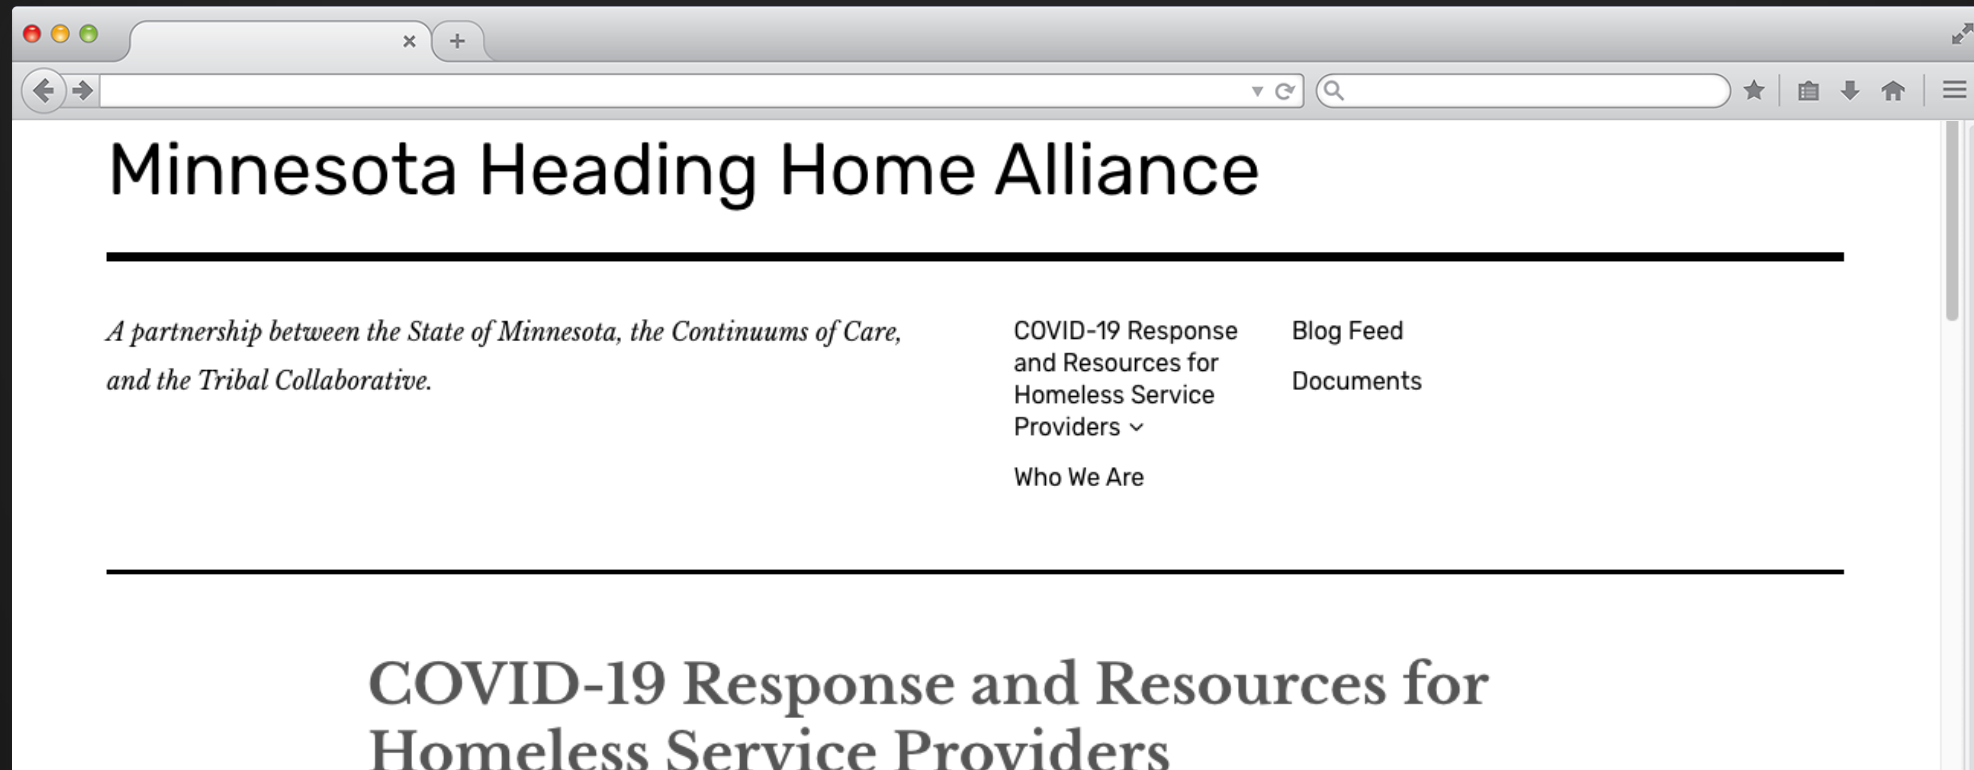 Minnesota Heading Home Alliance
A partnership between the State of Minnesota, the Continuums of Care,
and the Tribal Collaborative.
COVID-19 Response
and Resources for
Homeless Service
Providers
Who We Are
Blog Feed
Documents
COVID-19 Response and Resources for
Homeless Service Providers